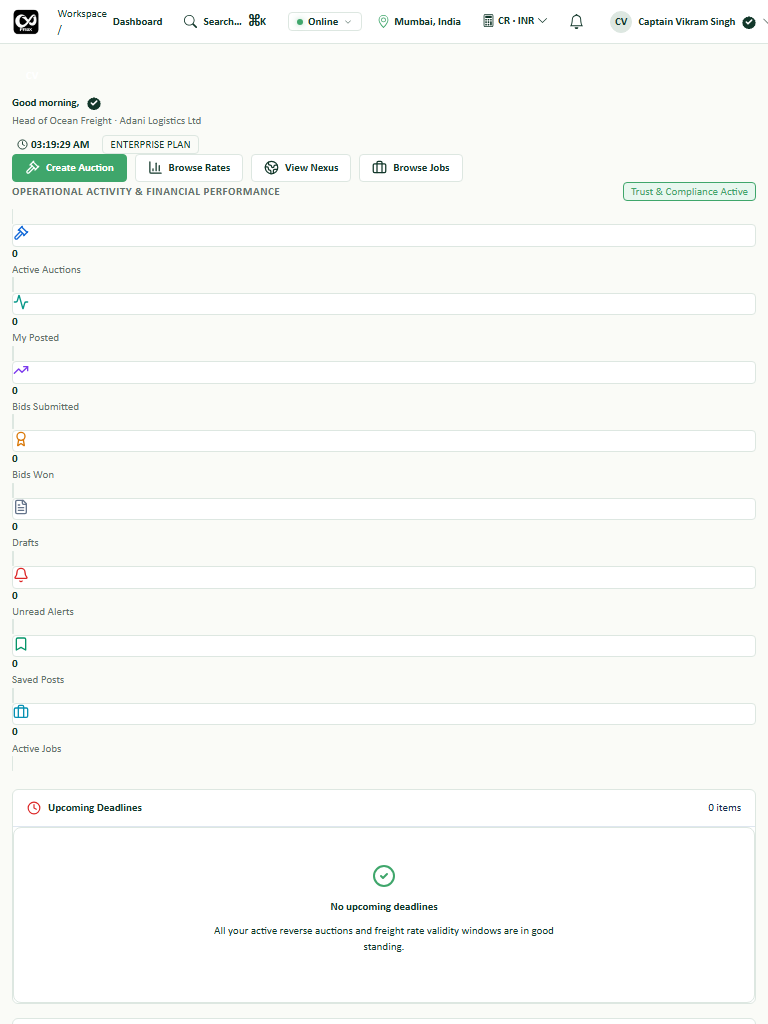 Fnex
Workspace
/
Dashboard
Search... ⌘K
Online
Mumbai, India
CR · INR
CV
Captain Vikram Singh
Good morning,
Head of Ocean Freight · Adani Logistics Ltd
03:19:29 AM
ENTERPRISE PLAN
Create Auction
Browse Rates
View Nexus
Browse Jobs
OPERATIONAL ACTIVITY & FINANCIAL PERFORMANCE
Trust & Compliance Active
0
Active Auctions
0
My Posted
0
Bids Submitted
0
Bids Won
0
Drafts
0
Unread Alerts
0
Saved Posts
0
Active Jobs
Upcoming Deadlines
0 items
No upcoming deadlines
All your active reverse auctions and freight rate validity windows are in good
standing.